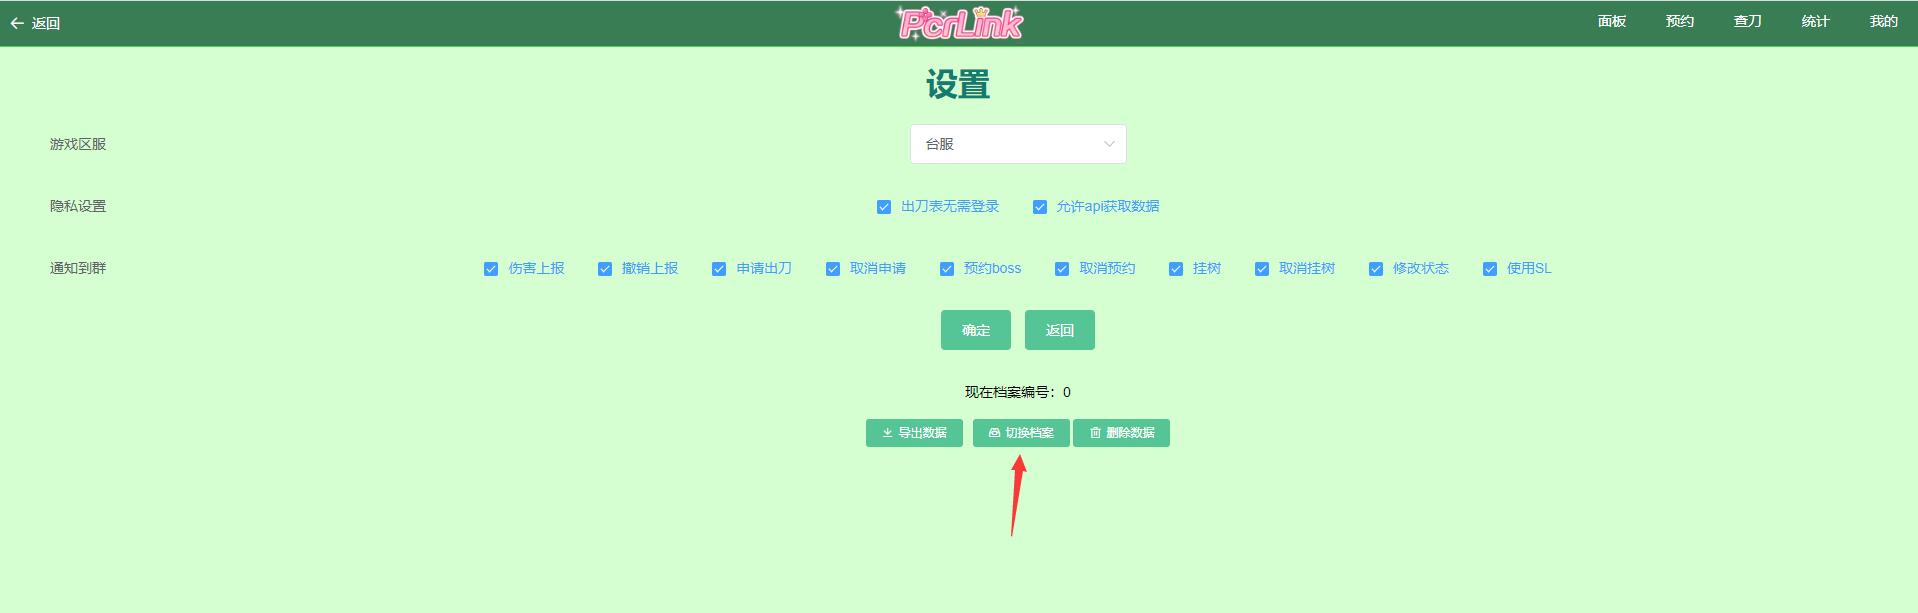 返回 PcrLink 面板 预约 查刀 统计 我的
设置
游戏区服 台服
隐私设置 出刀表无需登录 允许api获取数据
通知到群 伤害上报 撤销上报 申请出刀 取消申请 预约boss 取消预约 挂树 取消挂树 修改状态 使用SL
确定 返回
现在档案编号：0
导出数据 切换档案 删除数据